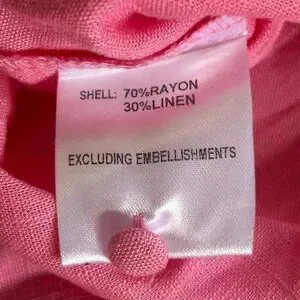 SHELL: 70%RAYON
30%LINEN
EXCLUDING EMBELLISHMENTS